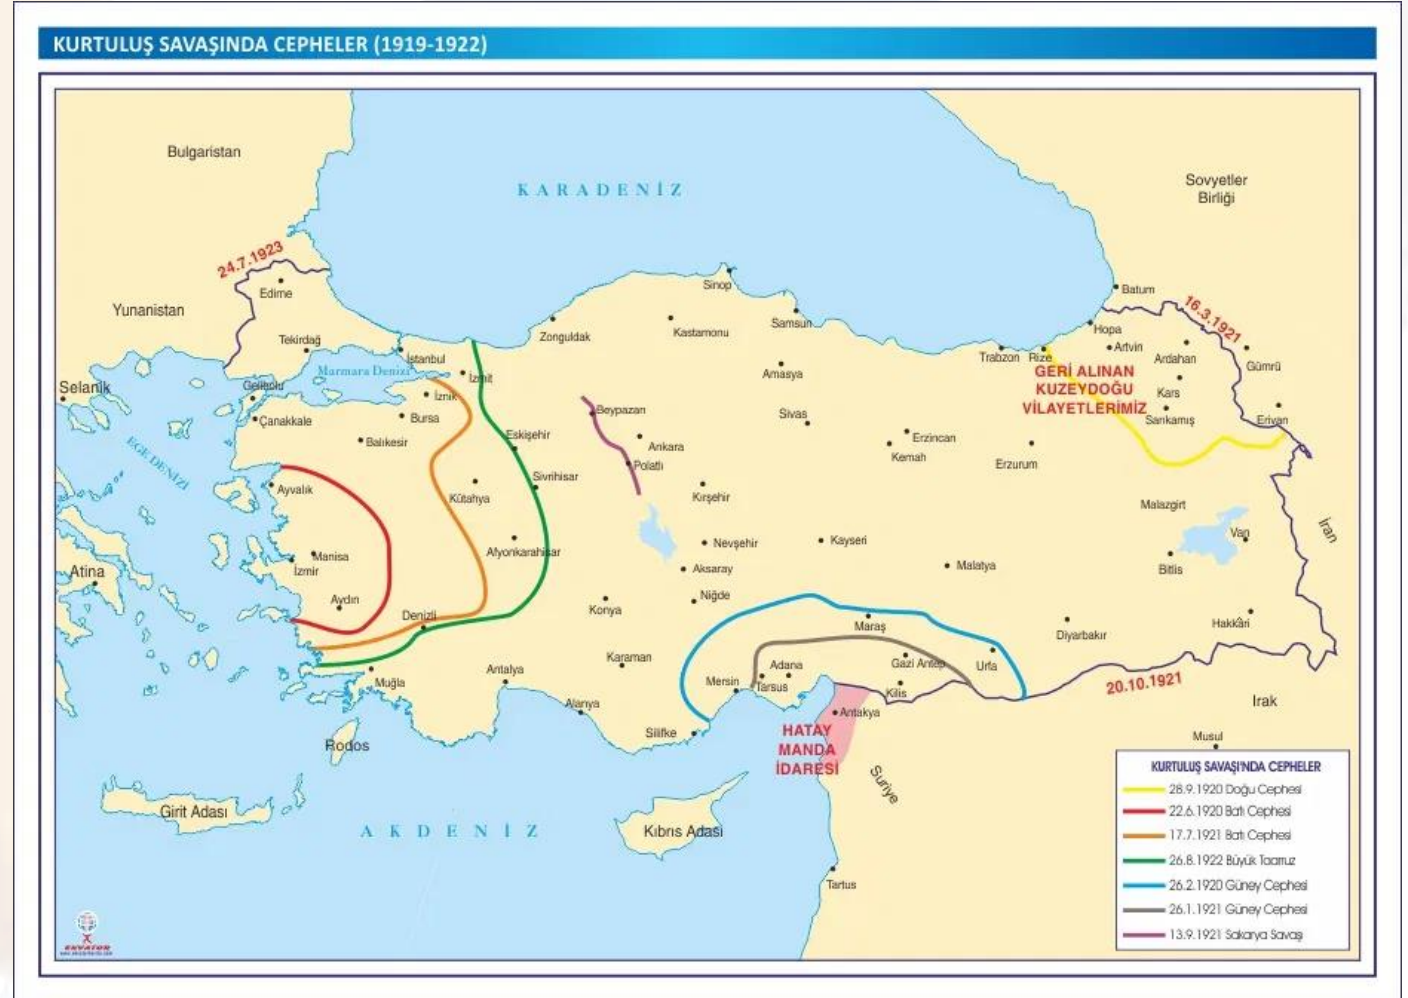 KURTULUŞ SAVAŞINDA CEPHELER (1919-1922)
Bulgaristan
KARADENİZ
Sovyetler
Birliği
24.7.1923
Edirne
Yunanistan
Tekirdağ
İstanbul
Marmara Denizi
Selanik
Gelibolu
Çanakkale
İznik
İzmit
Bursa
Balıkesir
EGE DENİZİ
Zonguldak
Kastamonu
Sinop
Samsun
Amasya
Trabzon
Rize
Hopa
Batum
16.3.1921
Artvin
Ardahan
Gümrü
Kars
Sarıkamış
Erivan
GERİ ALINAN
KUZEYDOĞU
VİLAYETLERİMİZ
Beypazarı
Ankara
Polatlı
Sivas
Erzincan
Kemah
Erzurum
Eskişehir
Sivrihisar
Kütahya
Afyonkarahisar
Kırşehir
Nevşehir
Kayseri
Aksaray
Niğde
Malatya
Malazgirt
Van
Bitlis
Hakkâri
İran
Ayvalık
Manisa
İzmir
Atina
Aydın
Denizli
Konya
Karaman
Muğla
Antalya
Alanya
Silifke
Mersin
Tarsus
Adana
Maraş
Gazi Antep
Kilis
Urfa
Diyarbakır
20.10.1921
Irak
Musul
Antakya
HATAY
MANDA
İDARESİ
Suriye
Rodos
Girit Adası
AKDENİZ
Kıbrıs Adası
Tartus
KURTULUŞ SAVAŞI'NDA CEPHELER
28.9.1920 Doğu Cephesi
22.6.1920 Batı Cephesi
17.7.1921 Batı Cephesi
26.8.1922 Büyük Taarruz
26.2.1920 Güney Cephesi
26.1.1921 Güney Cephesi
13.9.1921 Sakarya Savaşı
EKVATOR